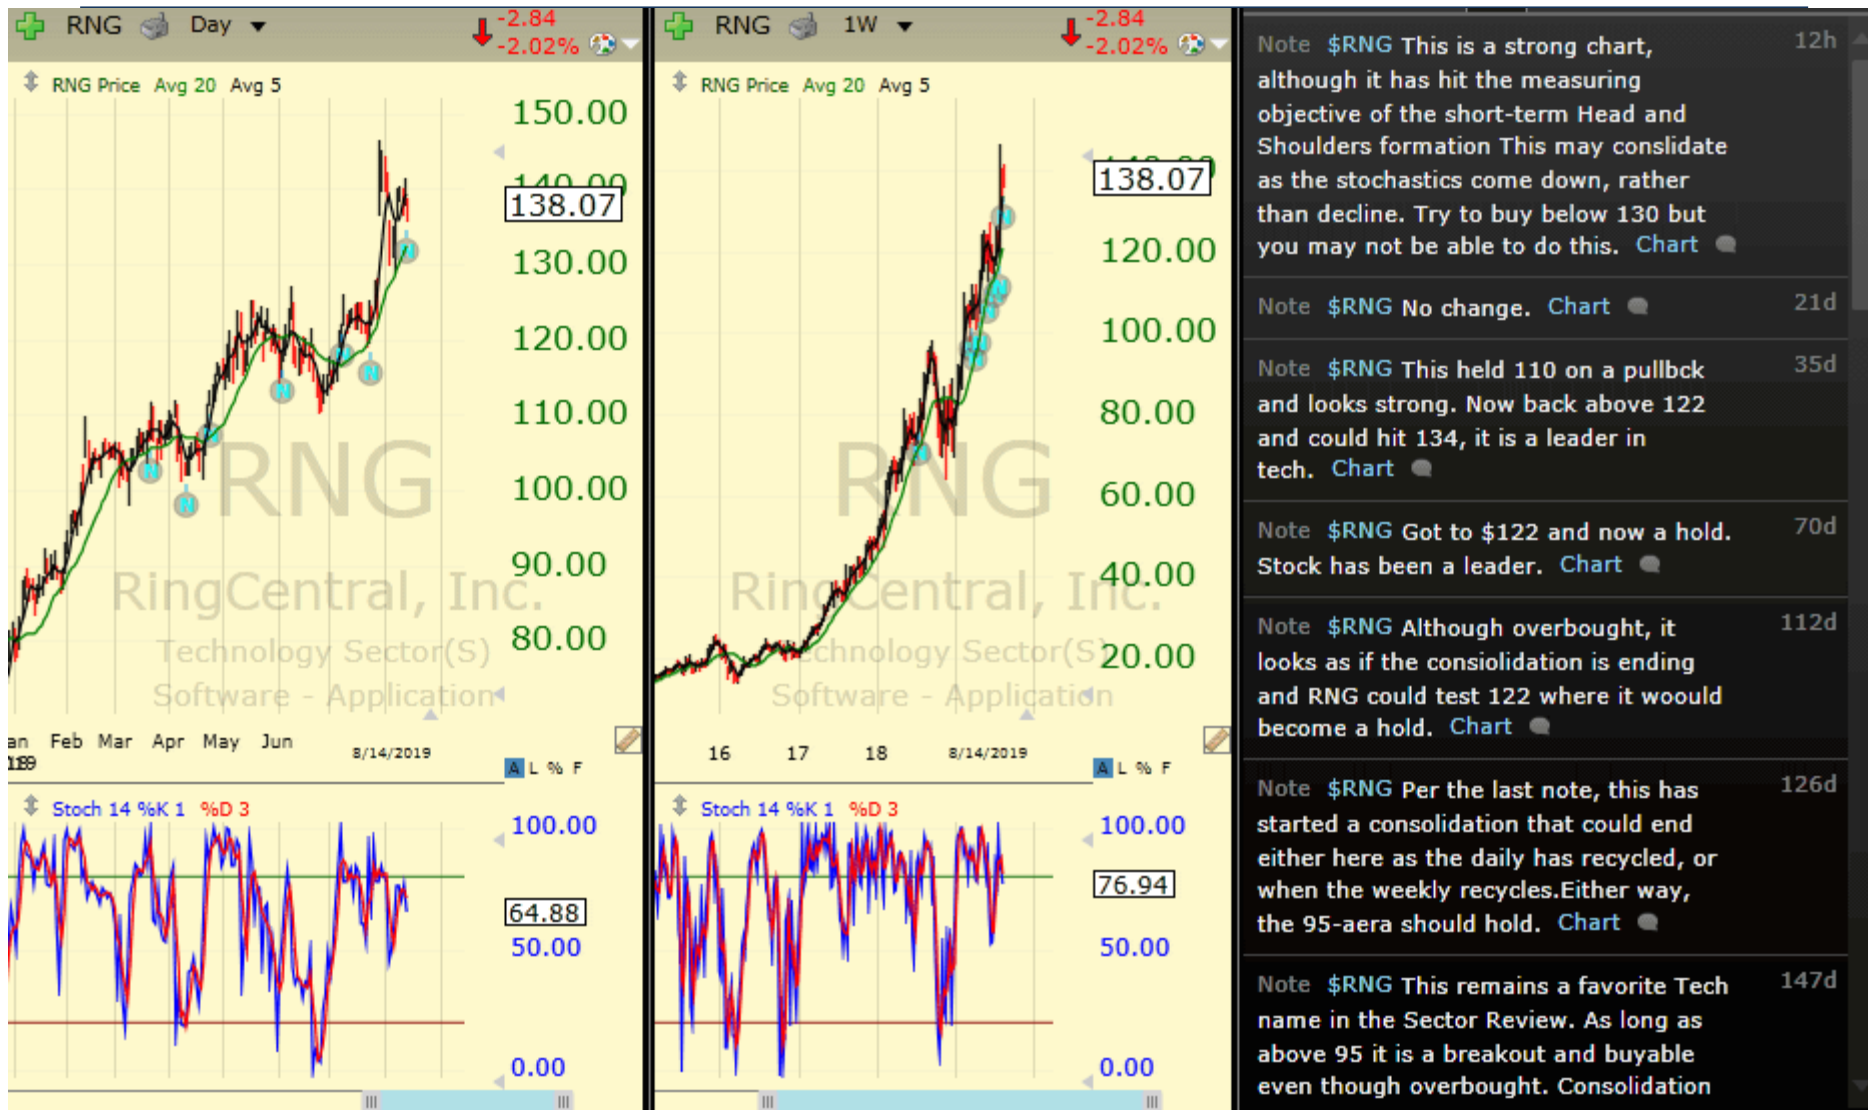 RNG Day
-2.84
-2.02%
RNG Price Avg 20 Avg 5
150.00
138.07
130.00
120.00
110.00
100.00
90.00
80.00
RNG
RingCentral, Inc.
Technology Sector(S)
Software - Application
N
N
N
N
N
N
N
Feb Mar Apr May Jun 8/14/2019
A L % F
Stoch 14 %K 1 %D 3
100.00
64.88
50.00
0.00
RNG 1W
-2.84
-2.02%
RNG Price Avg 20 Avg 5
138.07
120.00
100.00
80.00
60.00
40.00
20.00
RNG
RingCentral, Inc.
Technology Sector(S)
Software - Application
16 17 18 8/14/2019
A L % F
Stoch 14 %K 1 %D 3
100.00
76.94
50.00
0.00
Note $RNG This is a strong chart, 12h
although it has hit the measuring
objective of the short-term Head and
Shoulders formation This may conslidate
as the stochastics come down, rather
than decline. Try to buy below 130 but
you may not be able to do this. Chart
Note $RNG No change. Chart 21d
Note $RNG This held 110 on a pullbck 35d
and looks strong. Now back above 122
and could hit 134, it is a leader in
tech. Chart
Note $RNG Got to $122 and now a hold. 70d
Stock has been a leader. Chart
Note $RNG Although overbought, it 112d
looks as if the consiolidation is ending
and RNG could test 122 where it woould
become a hold. Chart
Note $RNG Per the last note, this has 126d
started a consolidation that could end
either here as the daily has recycled, or
when the weekly recycles.Either way,
the 95-aera should hold. Chart
Note $RNG This remains a favorite Tech 147d
name in the Sector Review. As long as
above 95 it is a breakout and buyable
even though overbought. Consolidation